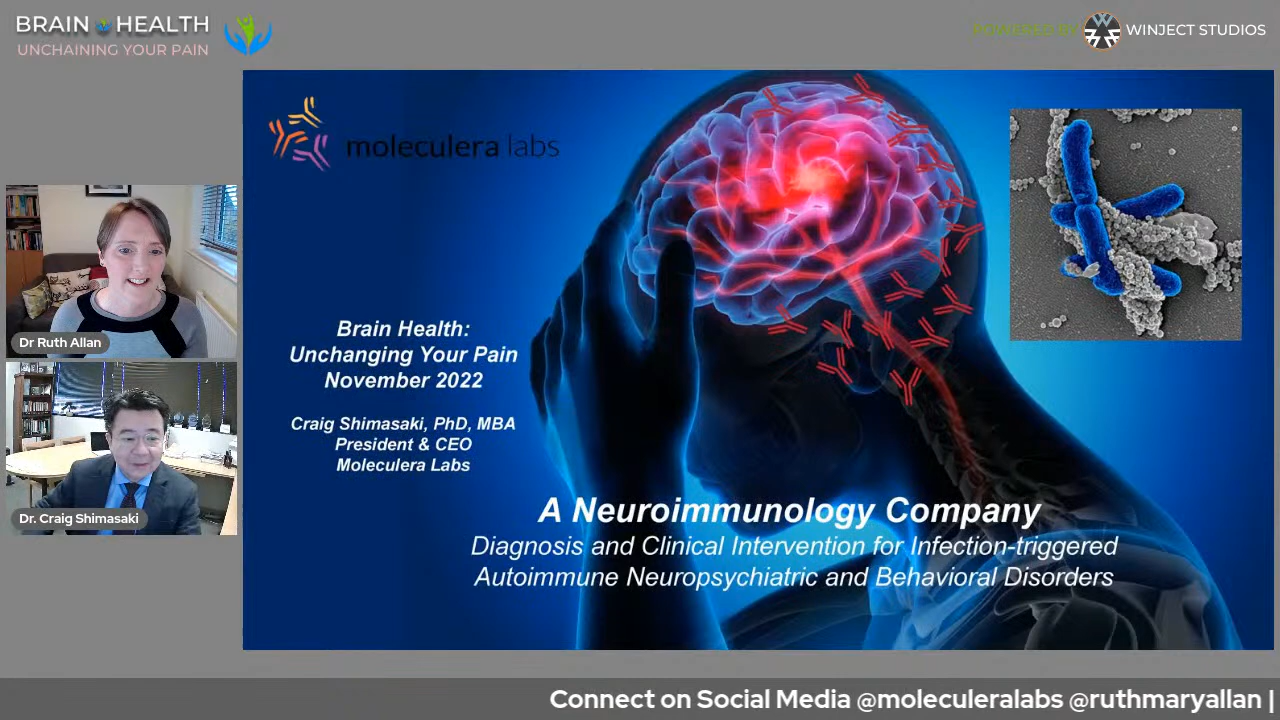 BRAIN HEALTH
UNCHAINING YOUR PAIN
POWERED BY
WINJECT STUDIOS
moleculera labs
Dr Ruth Allan
Dr. Craig Shimasaki
Brain Health:
Unchanging Your Pain
November 2022
Craig Shimasaki, PhD, MBA
President & CEO
Moleculera Labs
A Neuroimmunology Company
Diagnosis and Clinical Intervention for Infection-triggered
Autoimmune Neuropsychiatric and Behavioral Disorders
Connect on Social Media @moleculeralabs @ruthmaryallan |